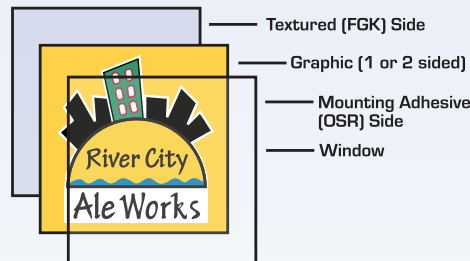 Textured (FGK) Side
Graphic (1 or 2 sided)
Mounting Adhesive
(OSR) Side
Window
River City
Ale Works